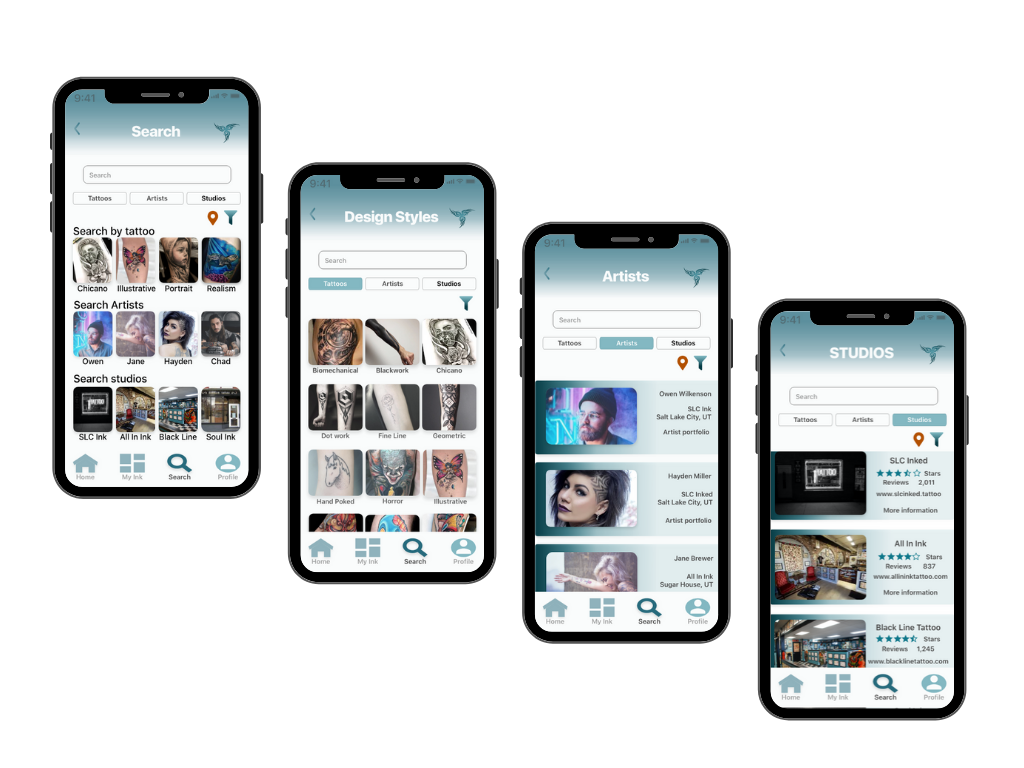 9:41
Search
Search
Tattoos Artists Studios
Search by tattoo
Chicano Illustrative Portrait Realism
Search Artists
Owen Jane Hayden Chad
Search studios
SLC Ink All In Ink Black Line Soul Ink
Home My Ink Search Profile
9:41
Design Styles
Search
Tattoos Artists Studios
Biomechanical Blackwork Chicano
Dot work Fine Line Geometric
Hand Poked Horror Illustrative
Home My Ink Search Profile
9:41
Artists
Search
Tattoos Artists Studios
Owen Wilkenson
SLC Ink
Salt Lake City, UT
Artist portfolio
Hayden Miller
SLC Inked
Salt Lake City, UT
Artist portfolio
Jane Brewer
All In Ink
Sugar House, UT
Home My Ink Search Profile
9:41
STUDIOS
Search
Tattoos Artists Studios
SLC Inked
Stars
Reviews 2,011
www.slcinked.tattoo
More information
All In Ink
Stars
Reviews 837
www.allininktattoo.com
More information
Black Line Tattoo
Stars
Reviews 1,245
www.blacklinetattoo.com
Home My Ink Search Profile